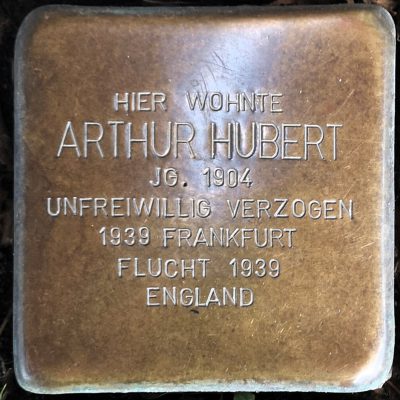 HIER WOHNTE
ARTHUR HUBERT
JG. 1904
UNFREIWILLIG VERZOGEN
1939 FRANKFURT
FLUCHT 1939
ENGLAND